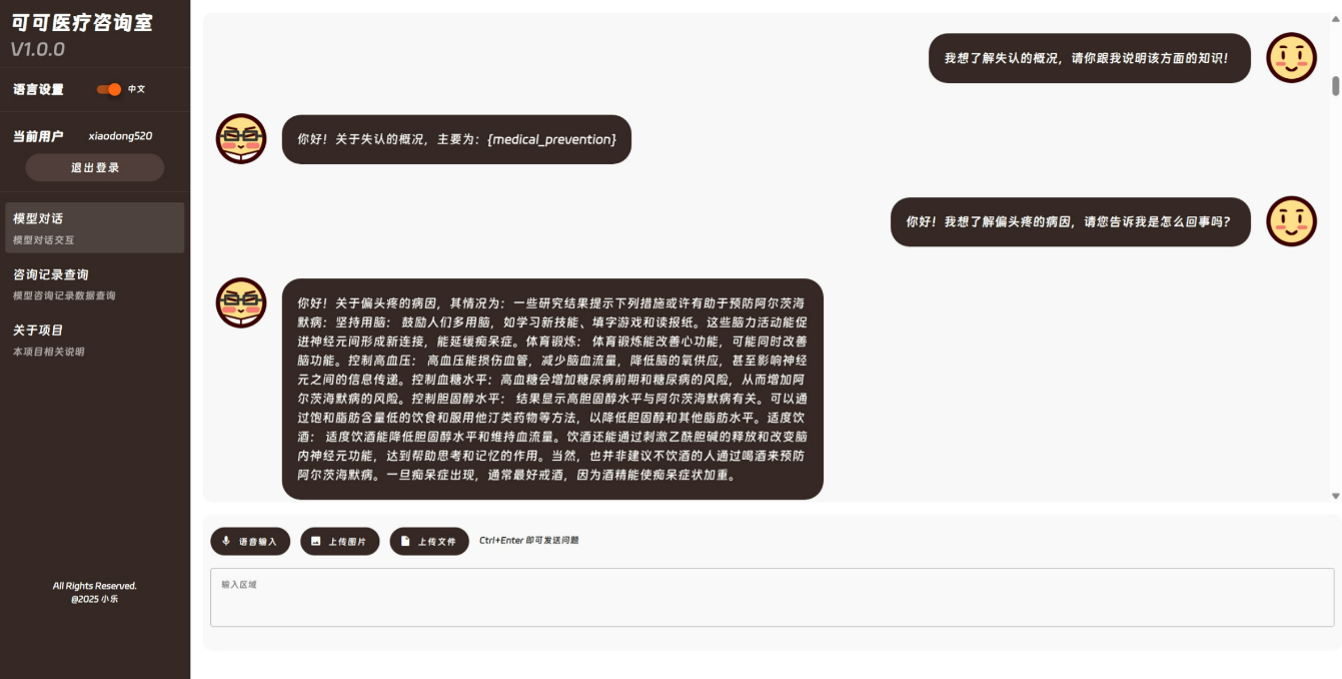 可可医疗咨询室
V1.0.0
语言设置 中文
当前用户 xiaodong520
退出登录
模型对话
模型对话交互
咨询记录查询
模型咨询记录数据查询
关于项目
本项目相关说明
All Rights Reserved.
@2025 小乐
我想了解失认的概况，请你跟我说明该方面的知识！
你好！关于失认的概况，主要为：{medical_prevention}
你好！我想了解偏头疼的病因，请您告诉我是怎么回事吗？
你好！关于偏头疼的病因，其情况为：一些研究结果提示下列措施或许有助于预防阿尔茨海
默病：坚持用脑： 鼓励人们多用脑，如学习新技能、填字游戏和读报纸。这些脑力活动能促
进神经元间形成新连接，能延缓痴呆症。体育锻炼： 体育锻炼能改善心功能，可能同时改善
脑功能。控制高血压： 高血压能损伤血管，减少脑血流量，降低脑的氧供应，甚至影响神经
元之间的信息传递。控制血糖水平：高血糖会增加糖尿病前期和糖尿病的风险，从而增加阿
尔茨海默病的风险。控制胆固醇水平： 结果显示高胆固醇水平与阿尔茨海默病有关。可以通
过饱和脂肪含量低的饮食和服用他汀类药物等方法，以降低胆固醇和其他脂肪水平。适度饮
酒： 适度饮酒能降低胆固醇水平和维持血流量。饮酒还能通过刺激乙酰胆碱的释放和改变脑
内神经元功能，达到帮助思考和记忆的作用。当然，也并非建议不饮酒的人通过喝酒来预防
阿尔茨海默病。一旦痴呆症出现，通常最好戒酒，因为酒精能使痴呆症状加重。
语音输入 上传图片 上传文件 Ctrl+Enter 即可发送问题
输入区域